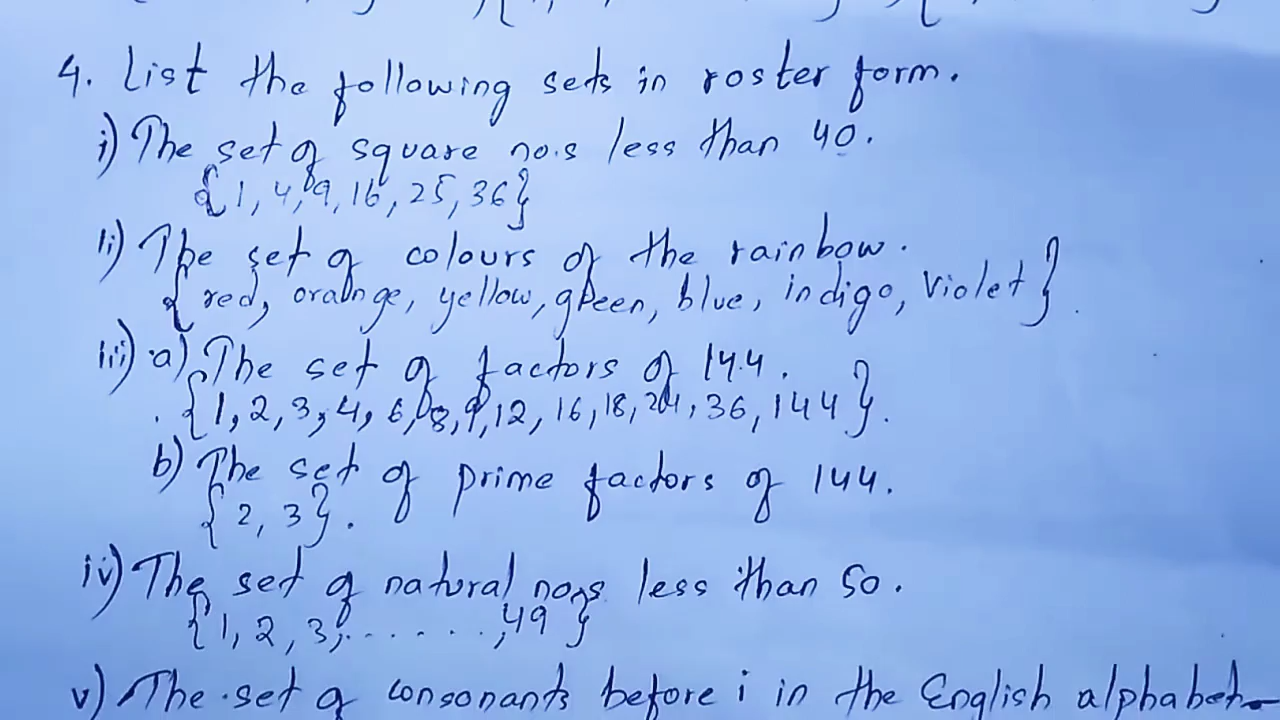 4. List the following sets in roster form.
i) The set of square no.s less than 40.
{1, 4, 9, 16, 25, 36}
ii) The set of colours of the rainbow.
{red, orange, yellow, green, blue, indigo, violet}.
iii) a) The set of factors of 144.
{1, 2, 3, 4, 6, 8, 9, 12, 16, 18, 24, 36, 144}.
b) The set of prime factors of 144.
{2, 3}.
iv) The set of natural nos less than 50.
{1, 2, 3, ......, 49}
v) The set of consonants before i in the English alphabet.